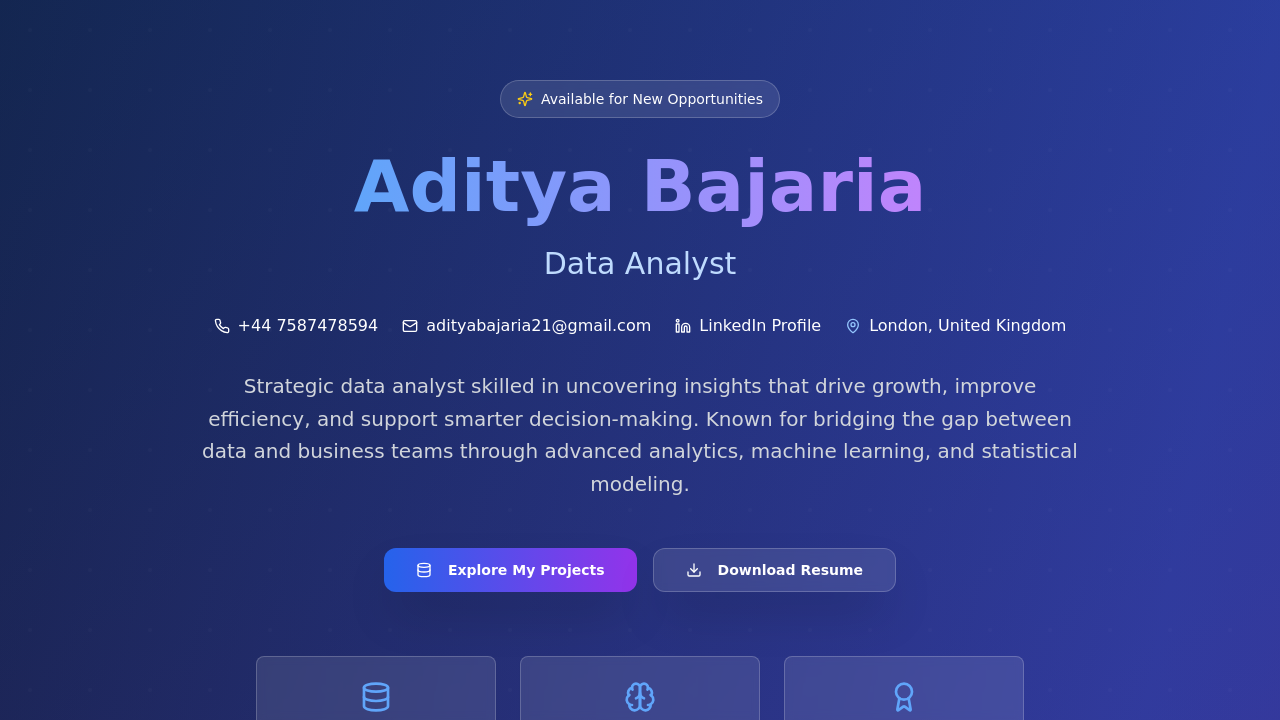 Available for New Opportunities
Aditya Bajaria
Data Analyst
+44 7587478594
adityabajaria21@gmail.com
LinkedIn Profile
London, United Kingdom
Strategic data analyst skilled in uncovering insights that drive growth, improve
efficiency, and support smarter decision-making. Known for bridging the gap between
data and business teams through advanced analytics, machine learning, and statistical
modeling.
Explore My Projects
Download Resume